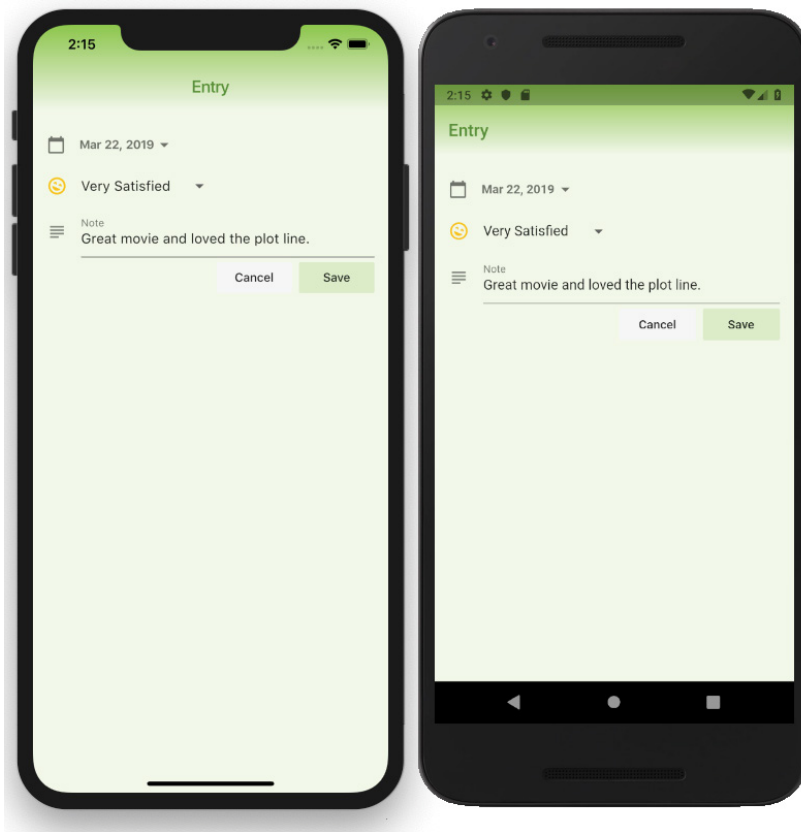 2:15
Entry
Mar 22, 2019
Very Satisfied
Note
Great movie and loved the plot line.
Cancel Save
2:15
Entry
Mar 22, 2019
Very Satisfied
Note
Great movie and loved the plot line.
Cancel Save